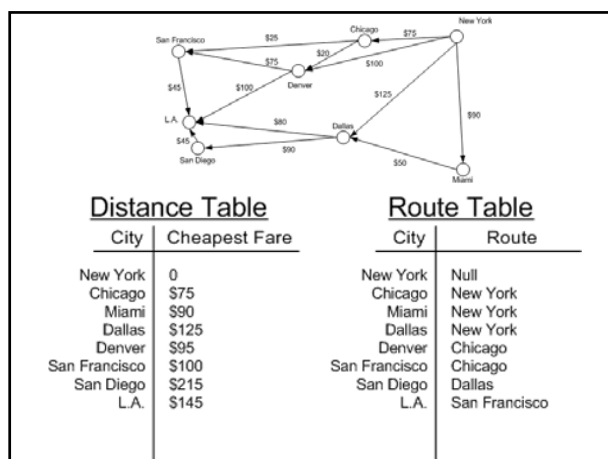 New York
Chicago
San Francisco
$25
$75
$20
$75
$100
Denver
$45
$100
$125
L.A.
$80
Dallas
$90
$45
San Diego
$90
$50
Miami
Distance Table
Route Table
City Cheapest Fare
City Route
New York 0
New York Null
Chicago $75
Chicago New York
Miami $90
Miami New York
Dallas $125
Dallas New York
Denver $95
Denver Chicago
San Francisco $100
San Francisco Chicago
San Diego $215
San Diego Dallas
L.A. $145
L.A. San Francisco